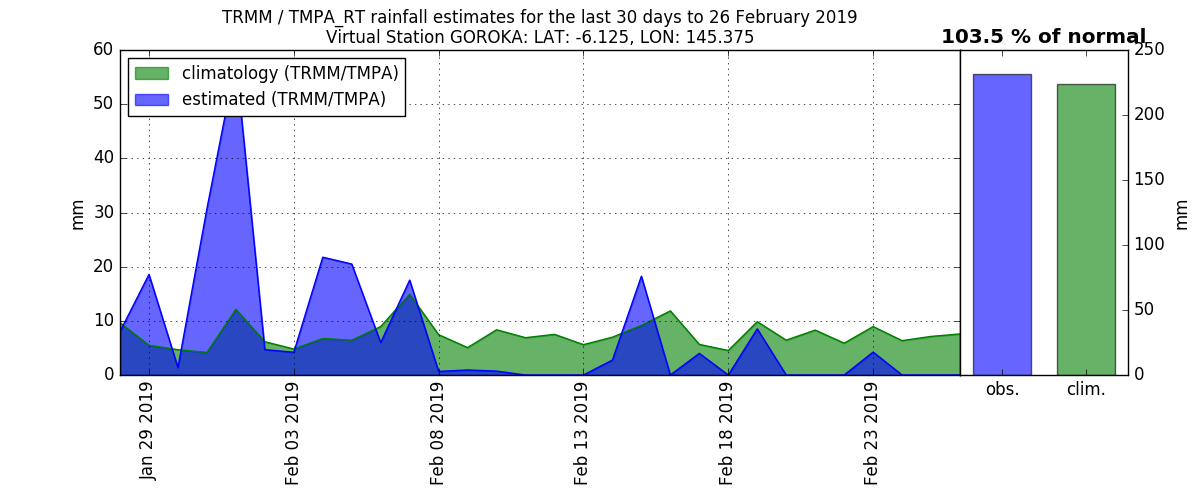 TRMM / TMPA_RT rainfall estimates for the last 30 days to 26 February 2019
Virtual Station GOROKA: LAT: -6.125, LON: 145.375
103.5 % of normal
climatology (TRMM/TMPA)
estimated (TRMM/TMPA)
60
50
40
30
20
10
0
mm
250
200
150
100
50
0
mm
obs.
clim.
Jan 29 2019
Feb 03 2019
Feb 08 2019
Feb 13 2019
Feb 18 2019
Feb 23 2019